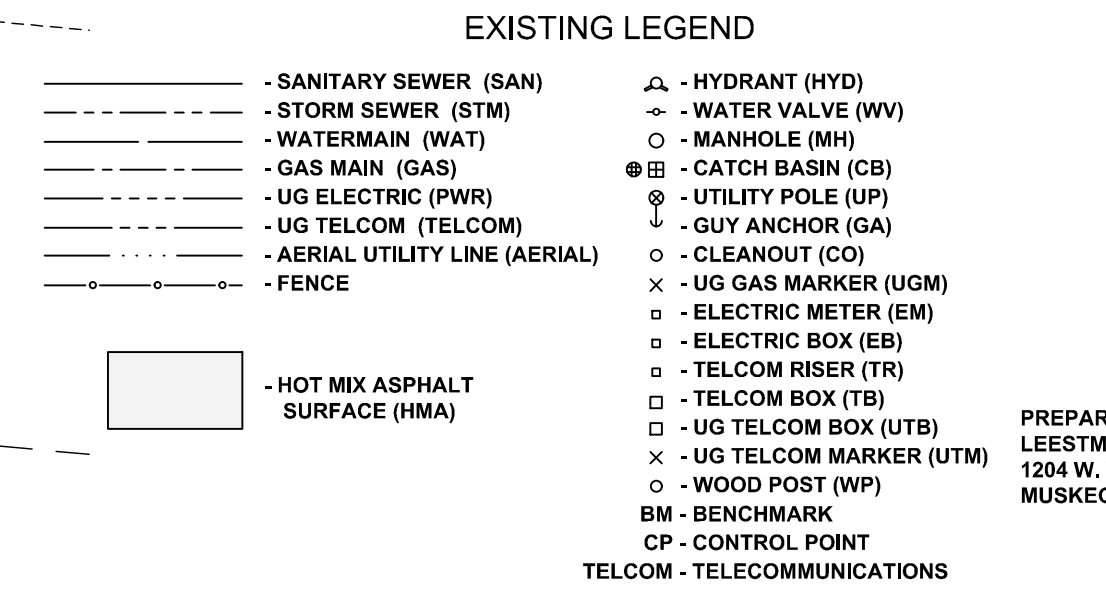 EXISTING LEGEND
- SANITARY SEWER (SAN)
- STORM SEWER (STM)
- WATERMAIN (WAT)
- GAS MAIN (GAS)
- UG ELECTRIC (PWR)
- UG TELCOM (TELCOM)
- AERIAL UTILITY LINE (AERIAL)
- FENCE
- HOT MIX ASPHALT
SURFACE (HMA)
- HYDRANT (HYD)
- WATER VALVE (WV)
- MANHOLE (MH)
- CATCH BASIN (CB)
- UTILITY POLE (UP)
- GUY ANCHOR (GA)
- CLEANOUT (CO)
- UG GAS MARKER (UGM)
- ELECTRIC METER (EM)
- ELECTRIC BOX (EB)
- TELCOM RISER (TR)
- TELCOM BOX (TB)
- UG TELCOM BOX (UTB)
- UG TELCOM MARKER (UTM)
- WOOD POST (WP)
BM - BENCHMARK
CP - CONTROL POINT
TELCOM - TELECOMMUNICATIONS
PREPAR
LEESTM
1204 W.